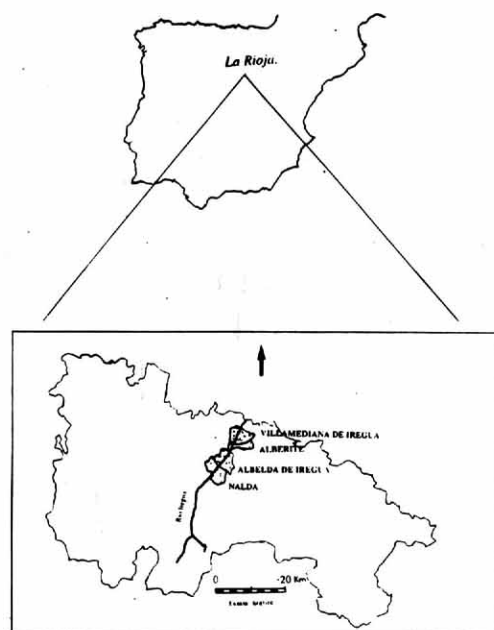 La Rioja.
VILLAMEDIANA DE IREGUA
ALBERITE
ALBELDA DE IREGUA
NALDA
0 20 Km